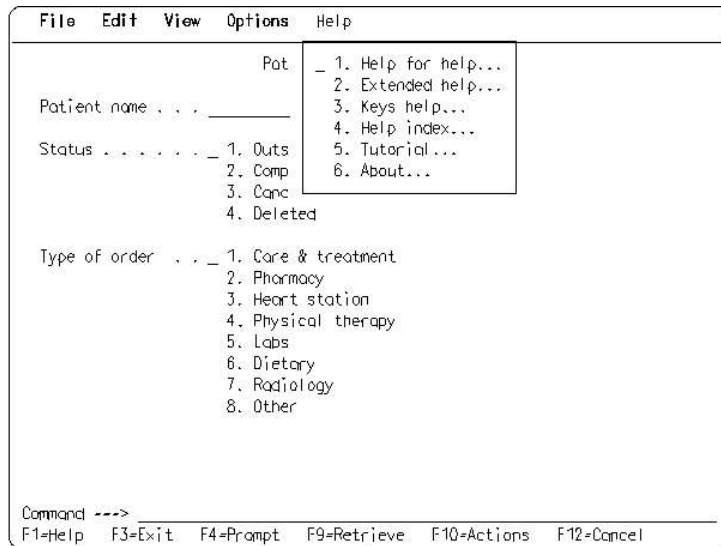 File Edit View Options Help
Pat _ 1. Help for help...
2. Extended help...
Patient name . . . __________ 3. Keys help...
4. Help index...
Status . . . . . . _ 1. Outs 5. Tutorial...
2. Comp 6. About...
3. Canc
4. Deleted
Type of order . . _ 1. Care & treatment
2. Pharmacy
3. Heart station
4. Physical therapy
5. Labs
6. Dietary
7. Radiology
8. Other
Command ---> __________
F1=Help F3=Exit F4=Prompt F9=Retrieve F10=Actions F12=Cancel